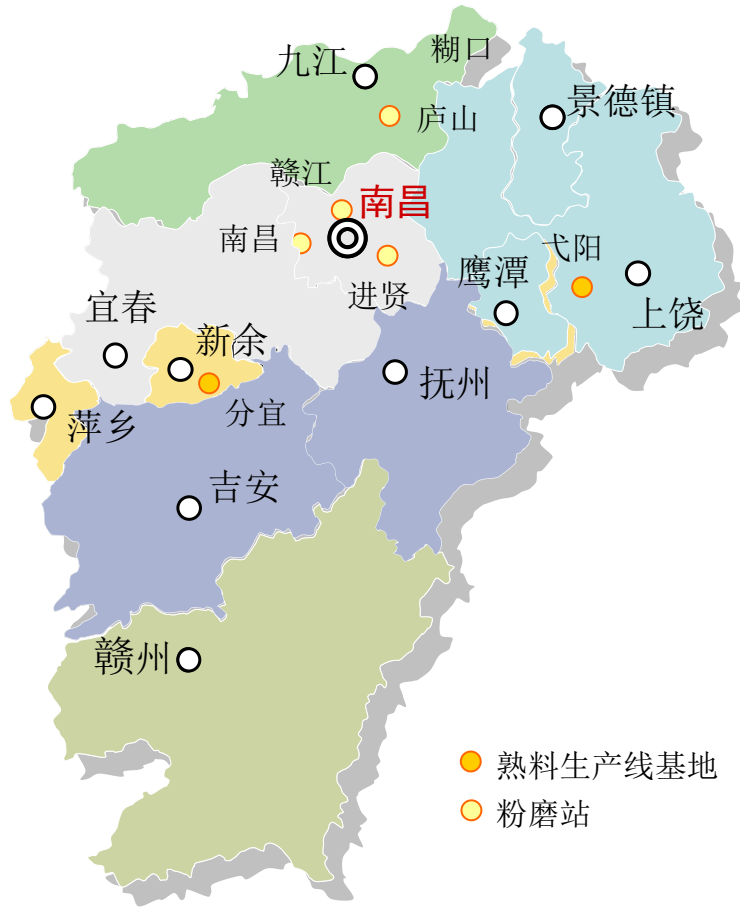 糊口
九江
景德镇
庐山
赣江
南昌
南昌
弋阳
鹰潭
进贤
上饶
宜春
新余
抚州
分宜
萍乡
吉安
赣州
熟料生产线基地
粉磨站